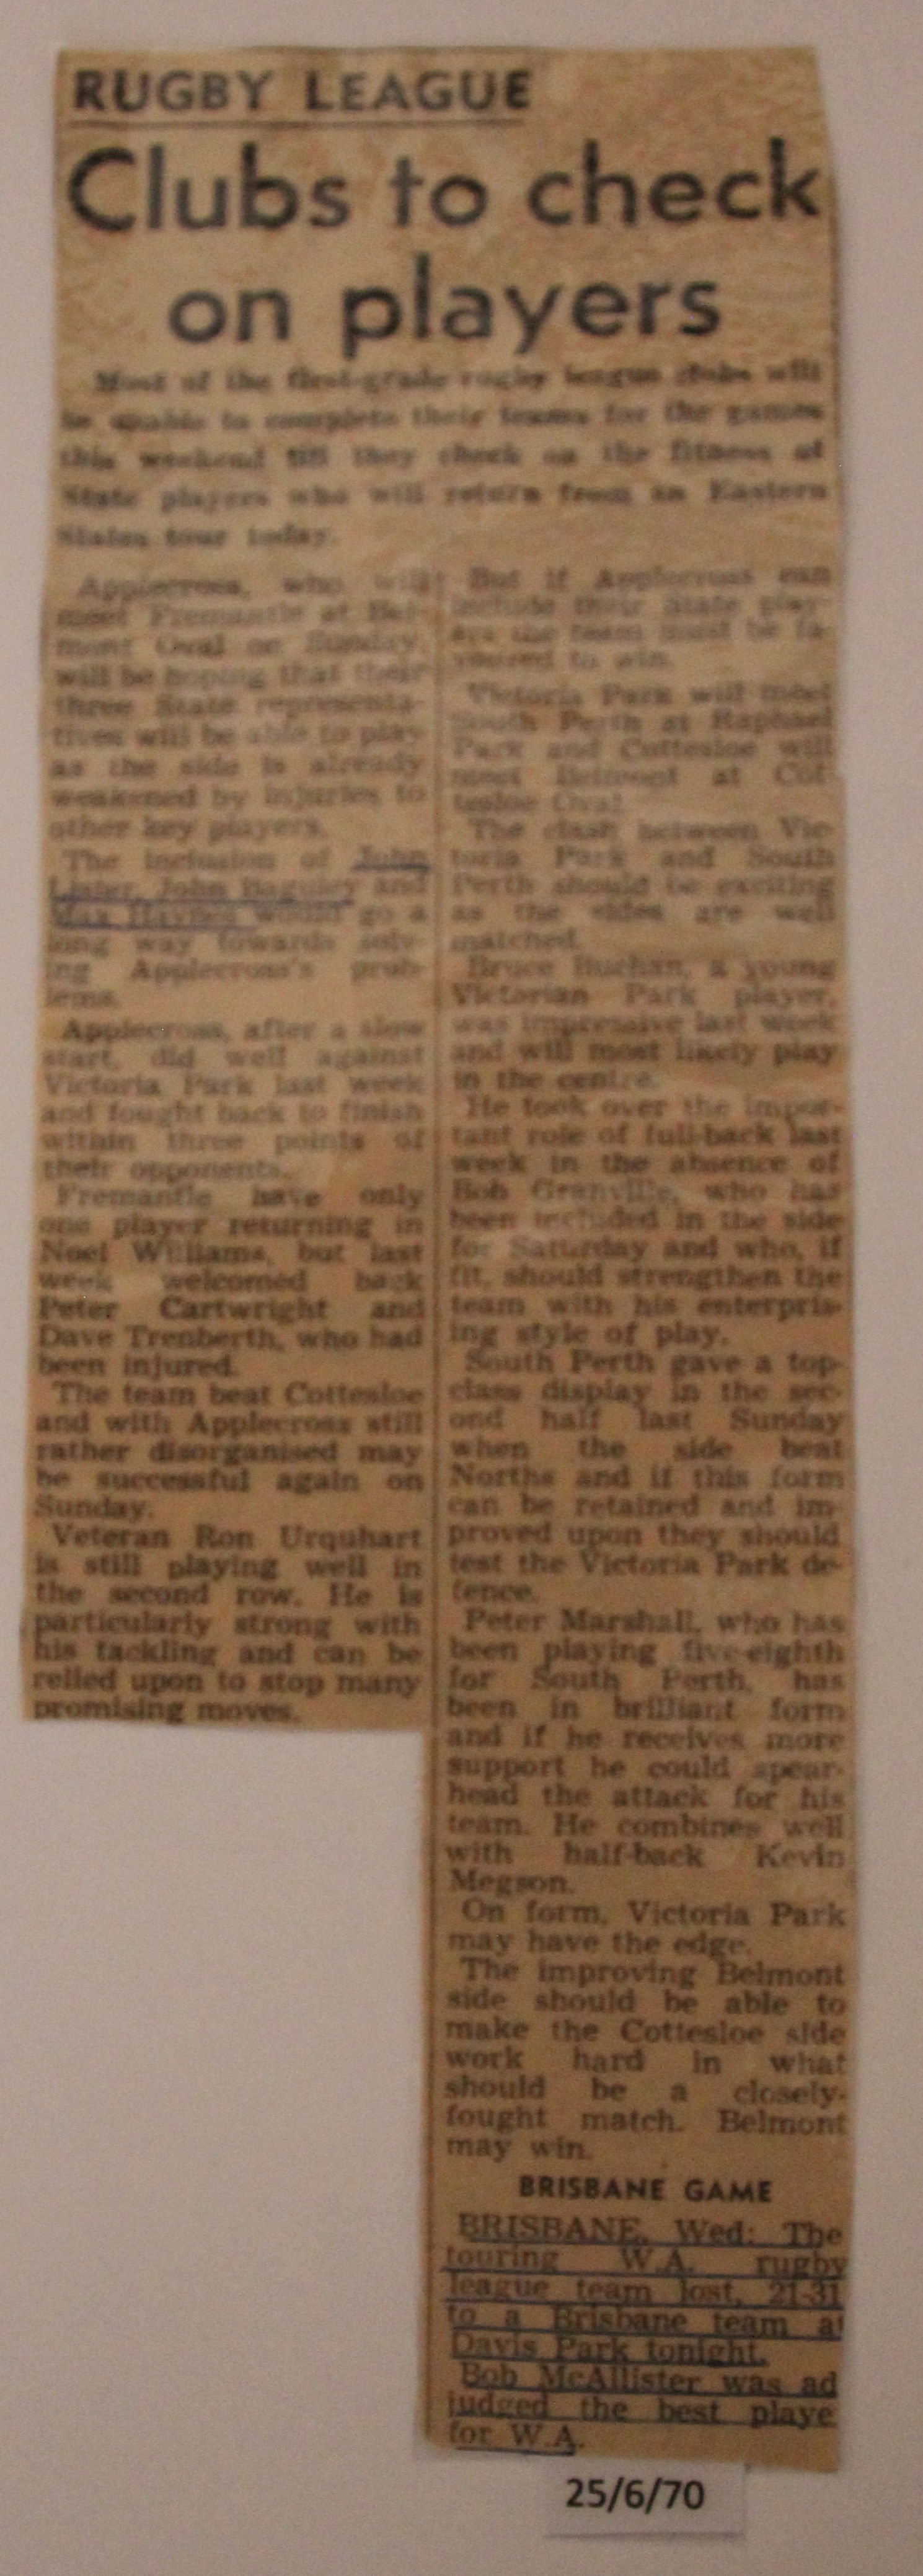 RUGBY LEAGUE
Clubs to check
on players
Most of the first-grade rugby league clubs will
be unable to complete their teams for the games
this weekend till they check on the fitness of
State players who will return from an Eastern
States tour today.
Applecross, who will
meet Fremantle at Bel-
mont Oval on Sunday,
will be hoping that their
three State representa-
tives will be able to play
as the side is already
weakened by injuries to
other key players.
The inclusion of John
Lister, John Baguley and
Max Haynes would go a
long way towards solv-
ing Applecross's prob-
lems.
Applecross, after a slow
start, did well against
Victoria Park last week
and fought back to finish
within three points of
their opponents.
Fremantle have only
one player returning in
Noel Williams, but last
week welcomed back
Peter Cartwright and
Dave Trenberth, who had
been injured.
The team beat Cottesloe
and with Applecross still
rather disorganised may
be successful again on
Sunday.
Veteran Ron Urquhart
is still playing well in
the second row. He is
particularly strong with
his tackling and can be
relied upon to stop many
promising moves.
But if Applecross can
include their State play-
ers the team must be fa-
voured to win.
Victoria Park will meet
South Perth at Raphael
Park and Cottesloe will
meet Belmont at Cot-
tesloe Oval.
The clash between Vic-
toria Park and South
Perth should be exciting
as the sides are well
matched.
Bruce Buchan, a young
Victorian Park player,
was impressive last week
and will most likely play
in the centre.
He took over the impor-
tant role of full-back last
week in the absence of
Bob Granville, who has
been included in the side
for Saturday and who, if
fit, should strengthen the
team with his enterpris-
ing style of play.
South Perth gave a top-
class display in the sec-
ond half last Sunday
when the side beat
Norths and if this form
can be retained and im-
proved upon they should
test the Victoria Park de-
fence.
Peter Marshall, who has
been playing five-eighth
for South Perth, has
been in brilliant form
and if he receives more
support he could spear-
head the attack for his
team. He combines well
with half-back Kevin
Megson.
On form, Victoria Park
may have the edge.
The improving Belmont
side should be able to
make the Cottesloe side
work hard in what
should be a closely-
fought match. Belmont
may win.
BRISBANE GAME
BRISBANE, Wed: The
touring W.A. rugby
league team lost, 21-31
to a Brisbane team at
Davis Park tonight.
Bob McAllister was ad
judged the best playe
for W.A.
25/6/70